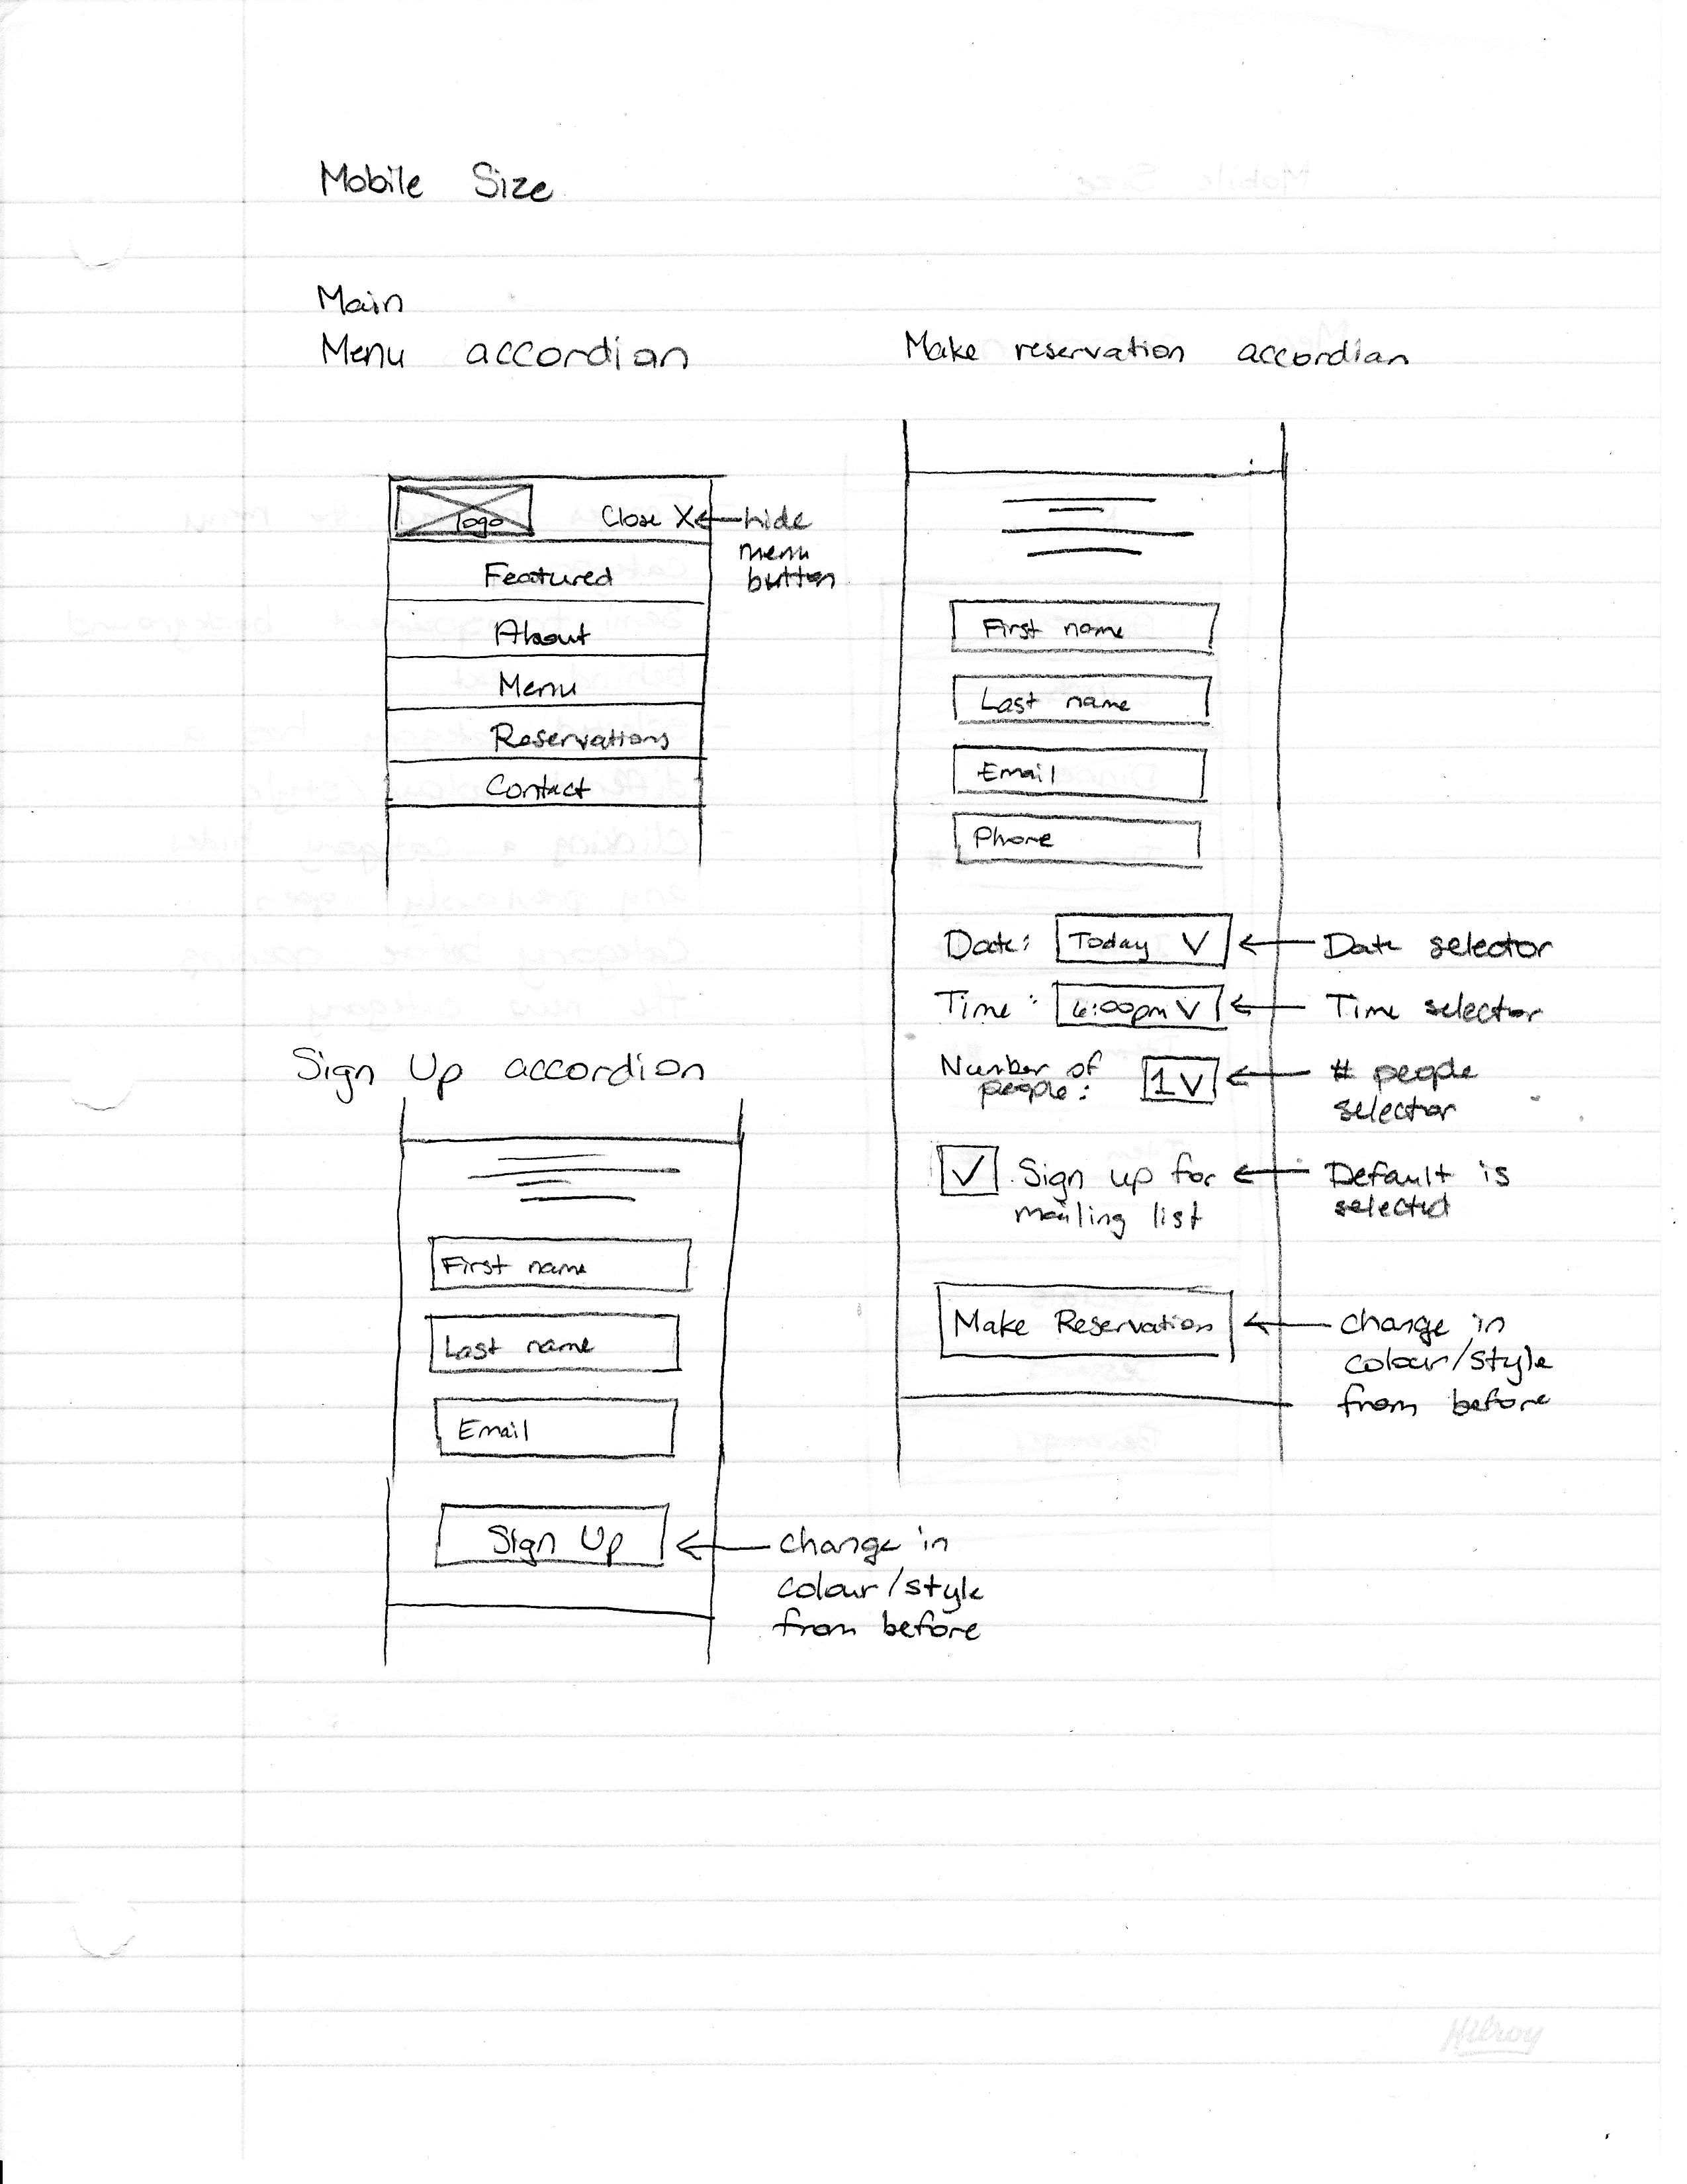 Mobile Size
Main
Menu accordian
logo
Close X
hide
menu
button
Featured
About
Menu
Reservations
Contact
Make reservation accordian
First name
Last name
Email
Phone
Date: Today V
Date selector
Time: 6:00pm V
Time selector
Number of
people: 1 V
# people
selector
Sign up for
mailing list
Default is
selected
Make Reservation
change in
colour/style
from before
Sign Up accordion
First name
Last name
Email
Sign Up
change in
colour/style
from before
Hilroy